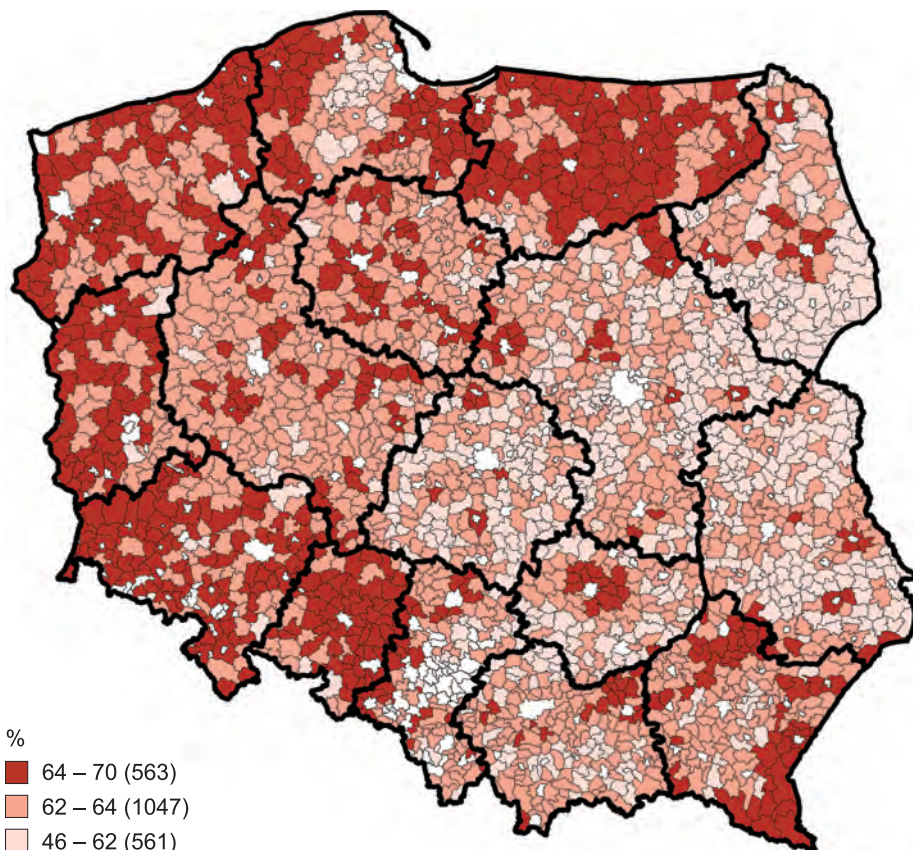 %
64 – 70 (563)
62 – 64 (1047)
46 – 62 (561)